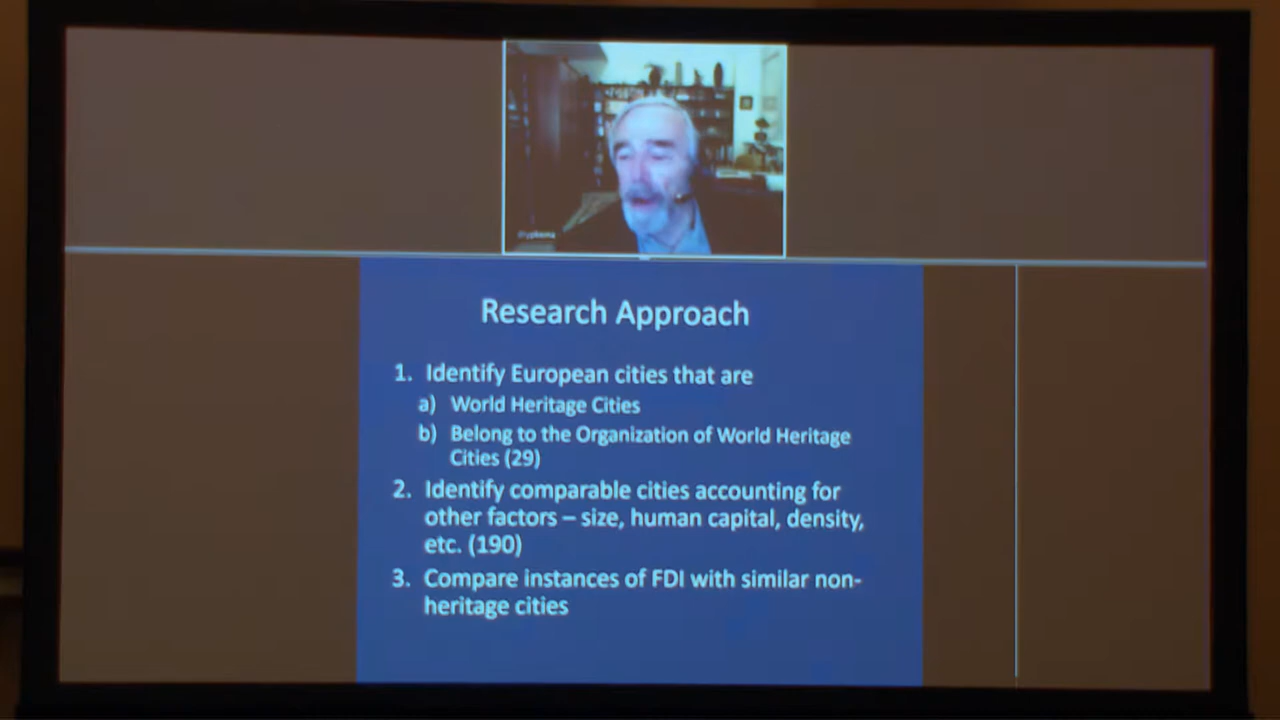 Research Approach
1. Identify European cities that are
a) World Heritage Cities
b) Belong to the Organization of World Heritage
Cities (29)
2. Identify comparable cities accounting for
other factors – size, human capital, density,
etc. (190)
3. Compare instances of FDI with similar non-
heritage cities